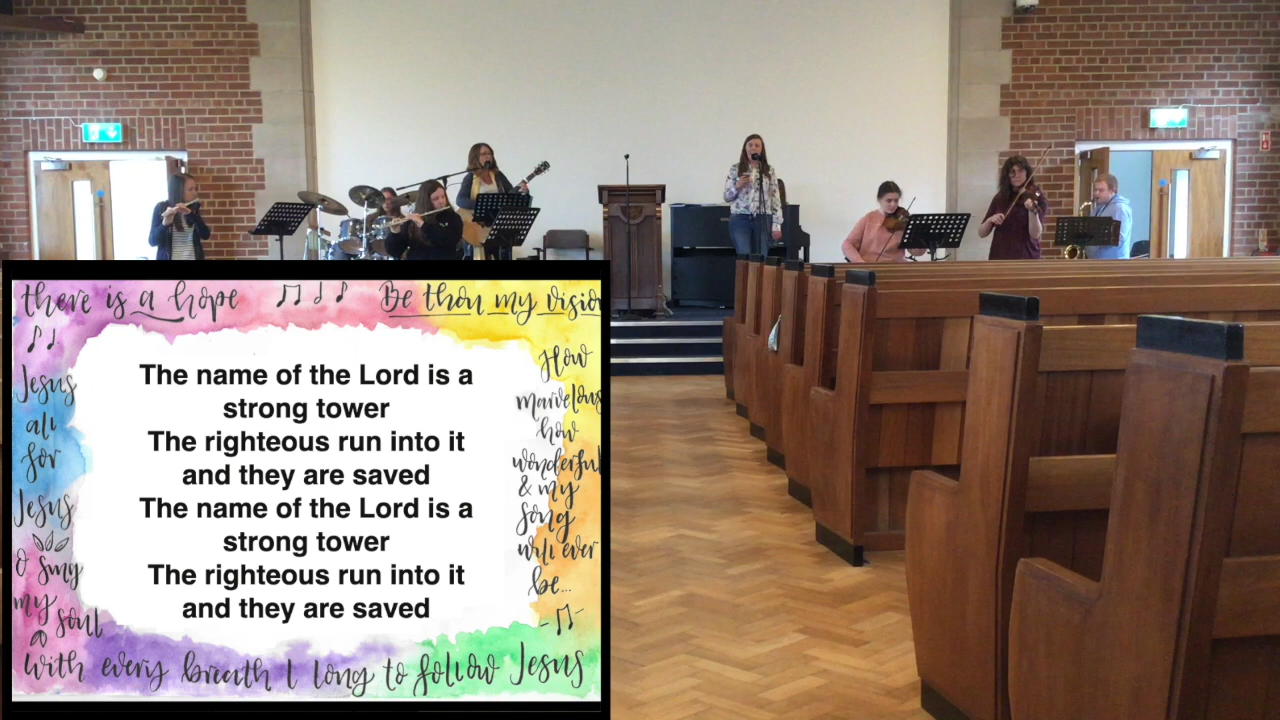 there is a hope
Be thou my vision
Jesus
all
for
Jesus
O sing
my
soul
The name of the Lord is a
strong tower
The righteous run into it
and they are saved
The name of the Lord is a
strong tower
The righteous run into it
and they are saved
How
marvelous
how
wonderful
& my
song
will ever
be...
with every breath I long to follow Jesus